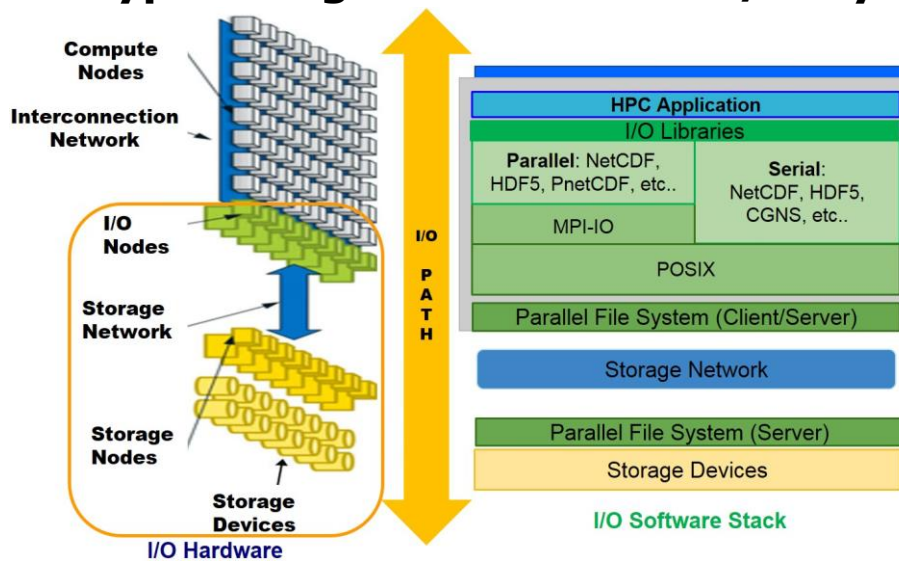 Compute
Nodes
Interconnection
Network
I/O
Nodes
Storage
Network
Storage
Nodes
Storage
Devices
I/O Hardware
I/O
PATH
HPC Application
I/O Libraries
Parallel: NetCDF,
HDF5, PnetCDF, etc..
Serial:
NetCDF, HDF5,
CGNS, etc..
MPI-IO
POSIX
Parallel File System (Client/Server)
Storage Network
Parallel File System (Server)
Storage Devices
I/O Software Stack